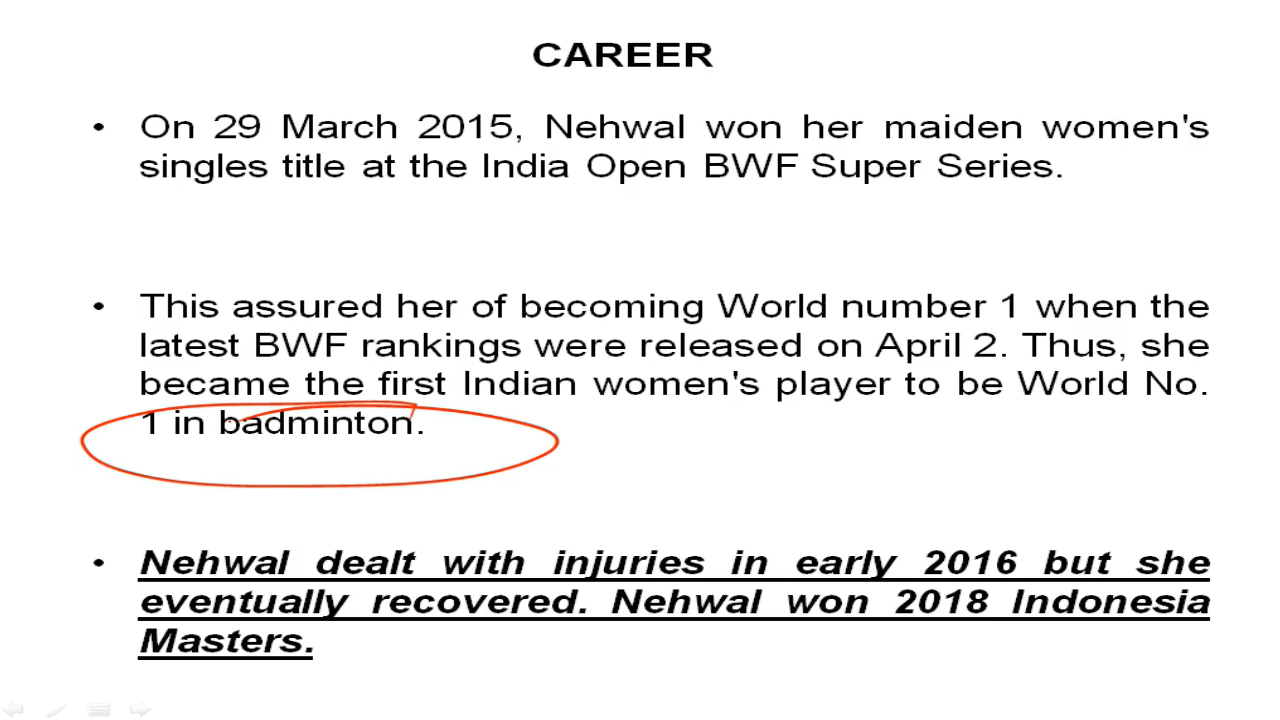 CAREER
• On 29 March 2015, Nehwal won her maiden women's
singles title at the India Open BWF Super Series.
• This assured her of becoming World number 1 when the
latest BWF rankings were released on April 2. Thus, she
became the first Indian women's player to be World No.
1 in badminton.
• Nehwal dealt with injuries in early 2016 but she
eventually recovered. Nehwal won 2018 Indonesia
Masters.